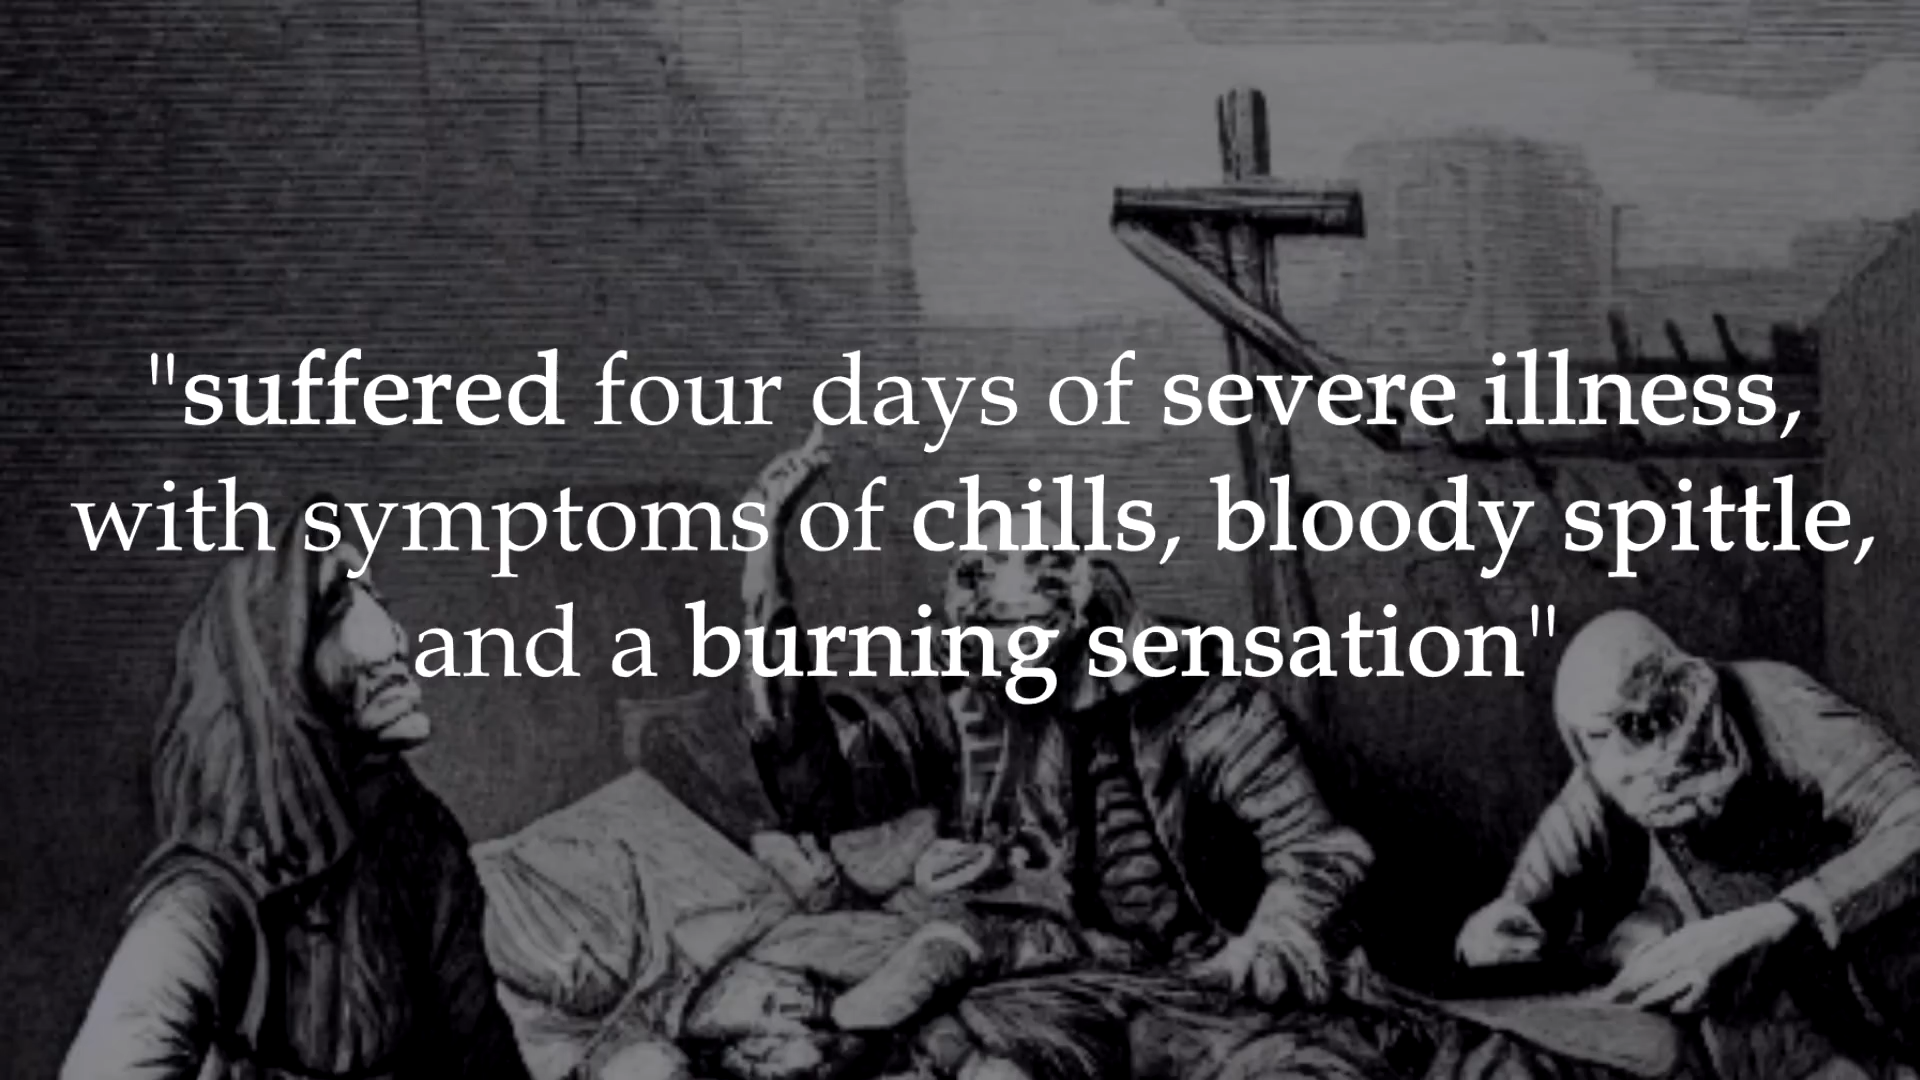 "suffered four days of severe illness,
with symptoms of chills, bloody spittle,
and a burning sensation"